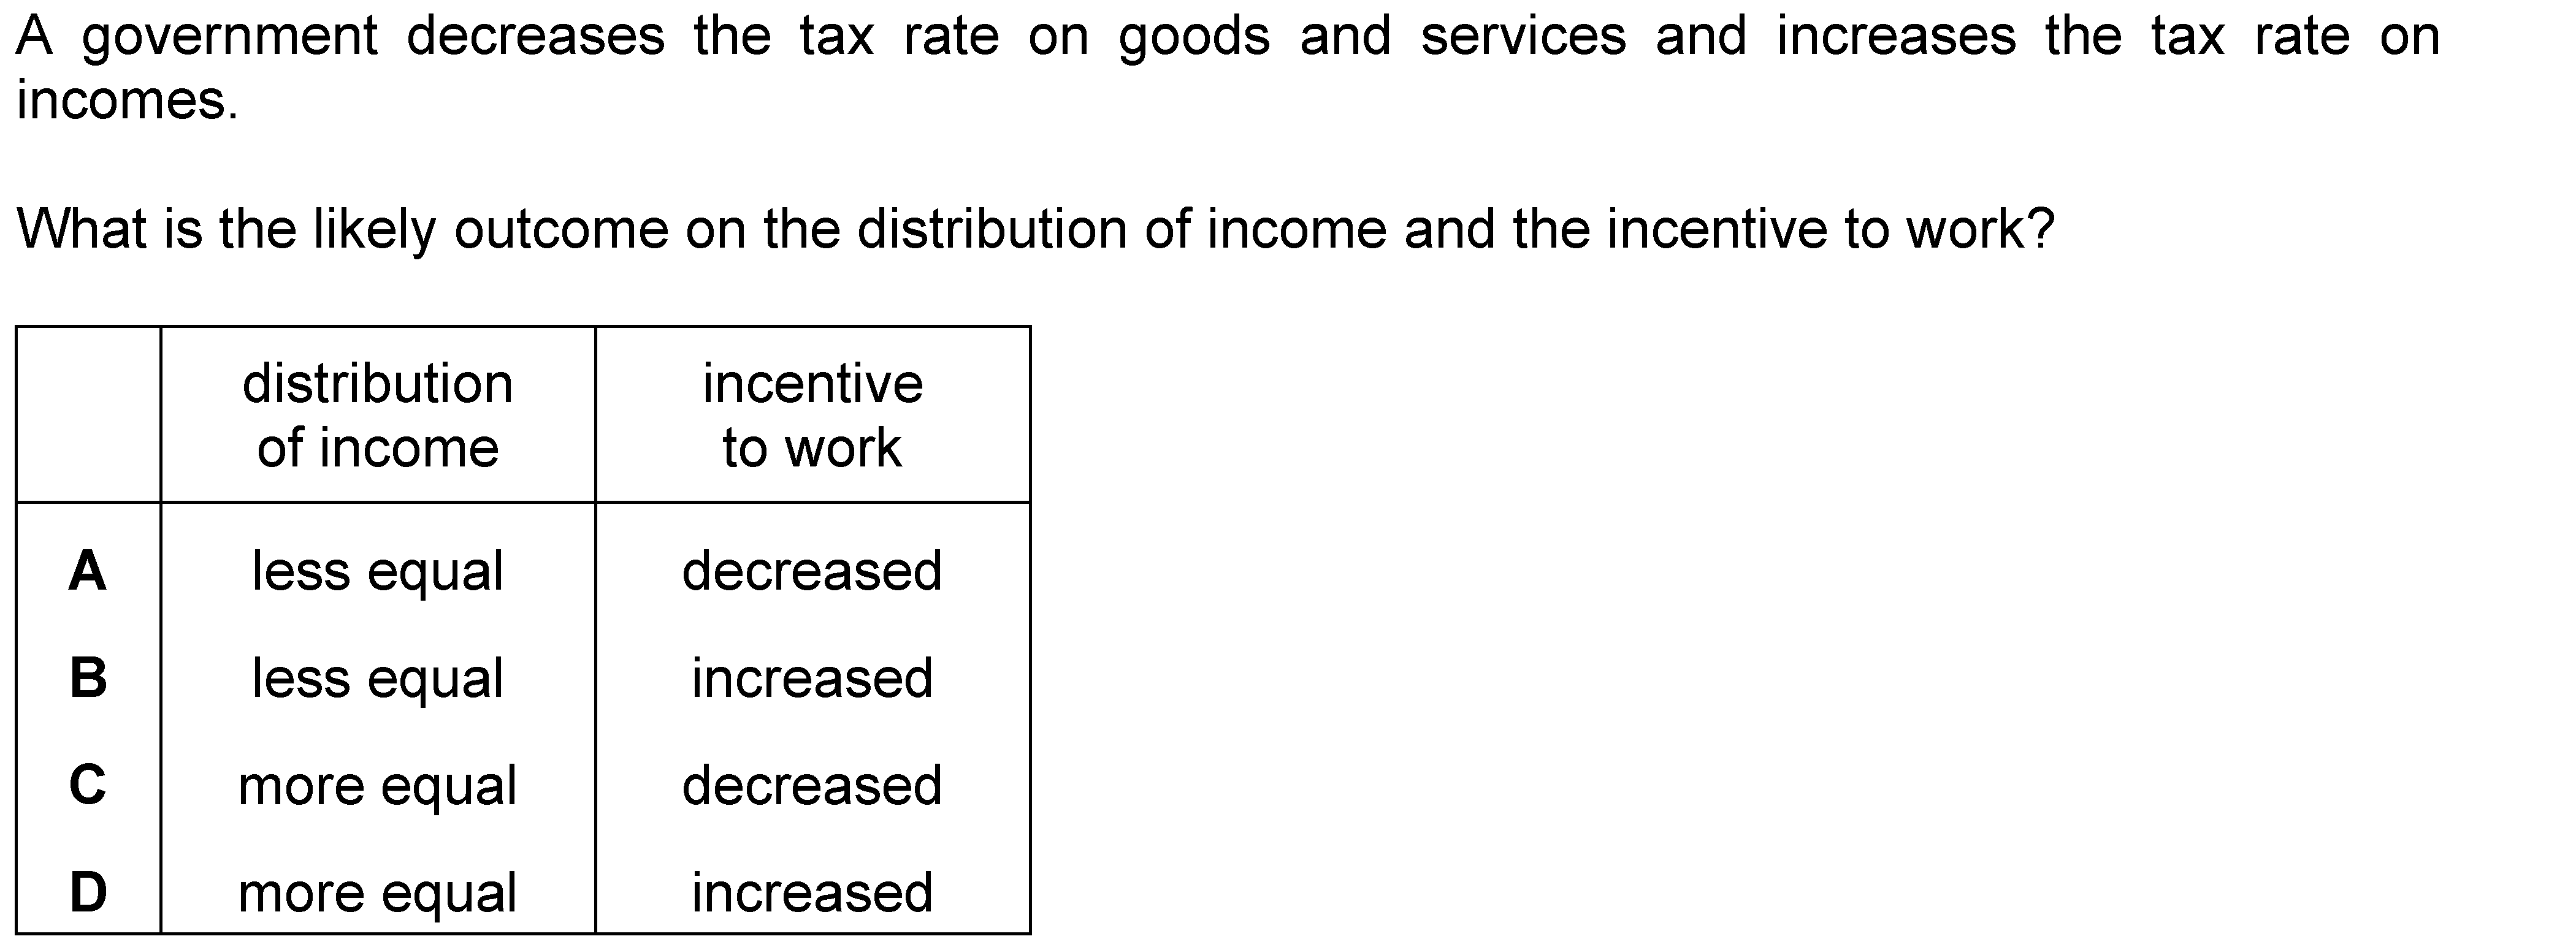 A government decreases the tax rate on goods and services and increases the tax rate on
incomes.
What is the likely outcome on the distribution of income and the incentive to work?
distribution of income incentive to work
A less equal decreased
B less equal increased
C more equal decreased
D more equal increased